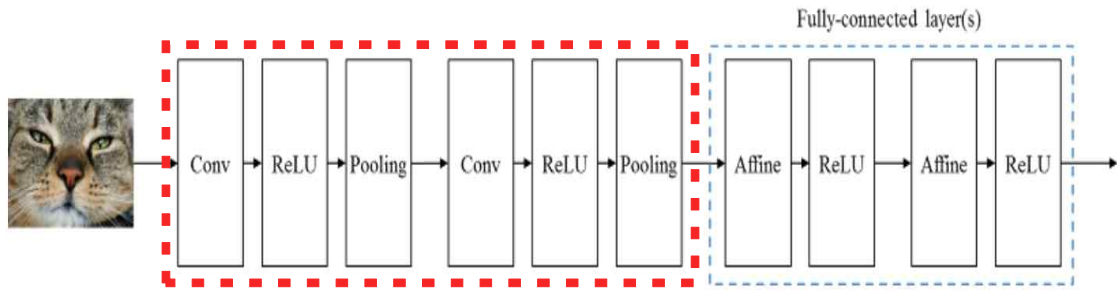 Fully-connected layer(s)
Conv ReLU Pooling Conv ReLU Pooling Affine ReLU Affine ReLU